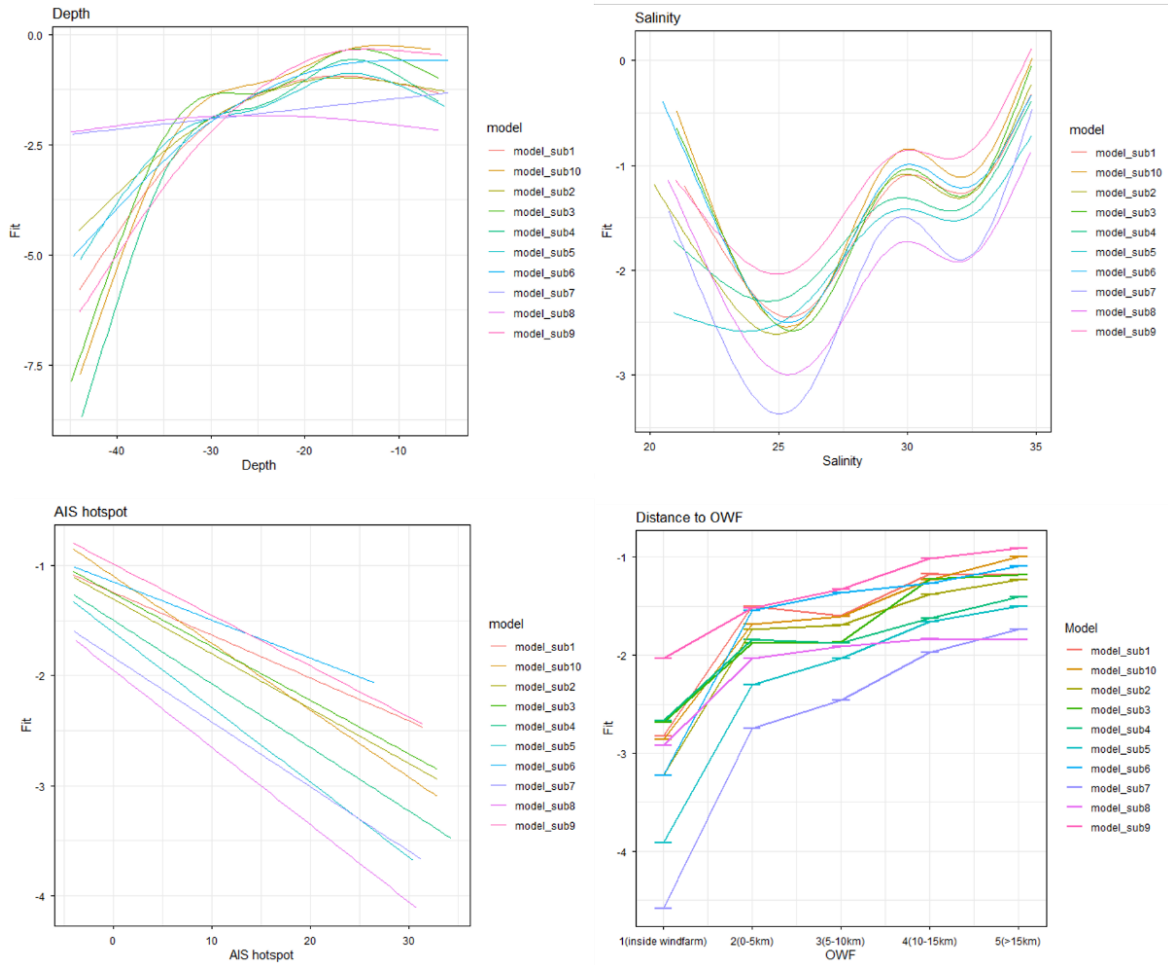 Depth
0.0
-2.5
-5.0
-7.5
Fit
-40
-30
-20
-10
Depth
model
model_sub1
model_sub10
model_sub2
model_sub3
model_sub4
model_sub5
model_sub6
model_sub7
model_sub8
model_sub9
Salinity
0
-1
-2
-3
Fit
20
25
30
35
Salinity
model
model_sub1
model_sub10
model_sub2
model_sub3
model_sub4
model_sub5
model_sub6
model_sub7
model_sub8
model_sub9
AIS hotspot
-1
-2
-3
-4
Fit
0
10
20
30
AIS hotspot
model
model_sub1
model_sub10
model_sub2
model_sub3
model_sub4
model_sub5
model_sub6
model_sub7
model_sub8
model_sub9
Distance to OWF
-1
-2
-3
-4
Fit
1(inside windfarm)
2(0-5km)
3(5-10km)
4(10-15km)
5(>15km)
OWF
Model
model_sub1
model_sub10
model_sub2
model_sub3
model_sub4
model_sub5
model_sub6
model_sub7
model_sub8
model_sub9